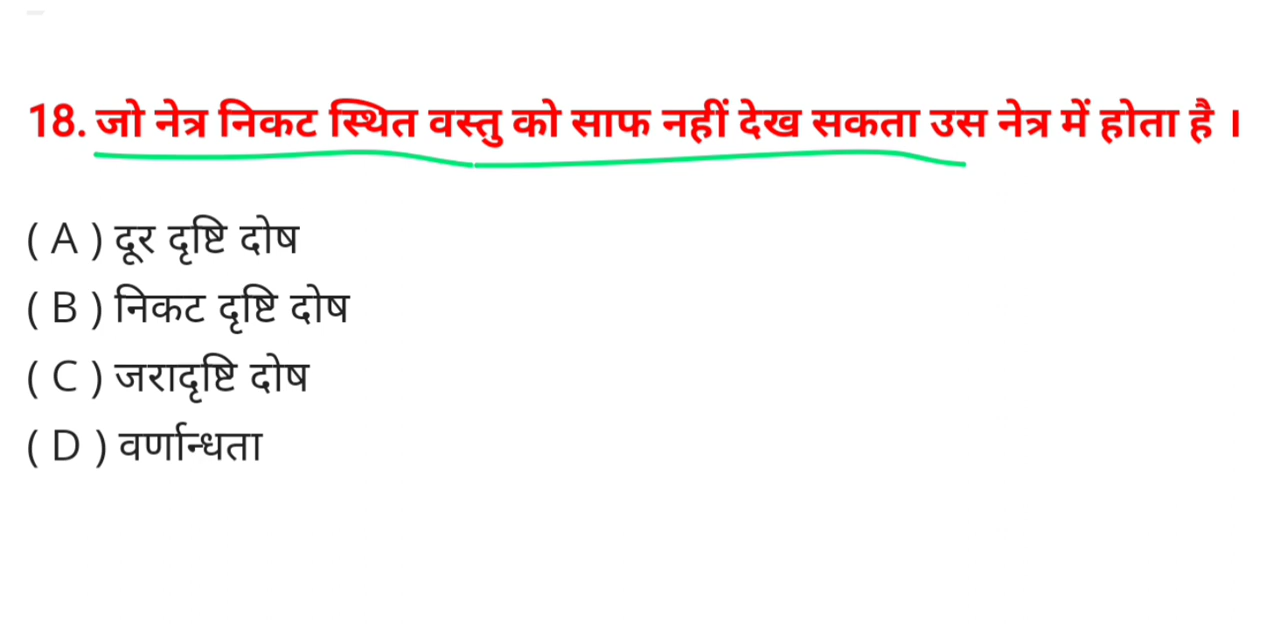 18. जो नेत्र निकट स्थित वस्तु को साफ नहीं देख सकता उस नेत्र में होता है ।
( A ) दूर दृष्टि दोष
( B ) निकट दृष्टि दोष
( C ) जरादृष्टि दोष
( D ) वर्णान्धता